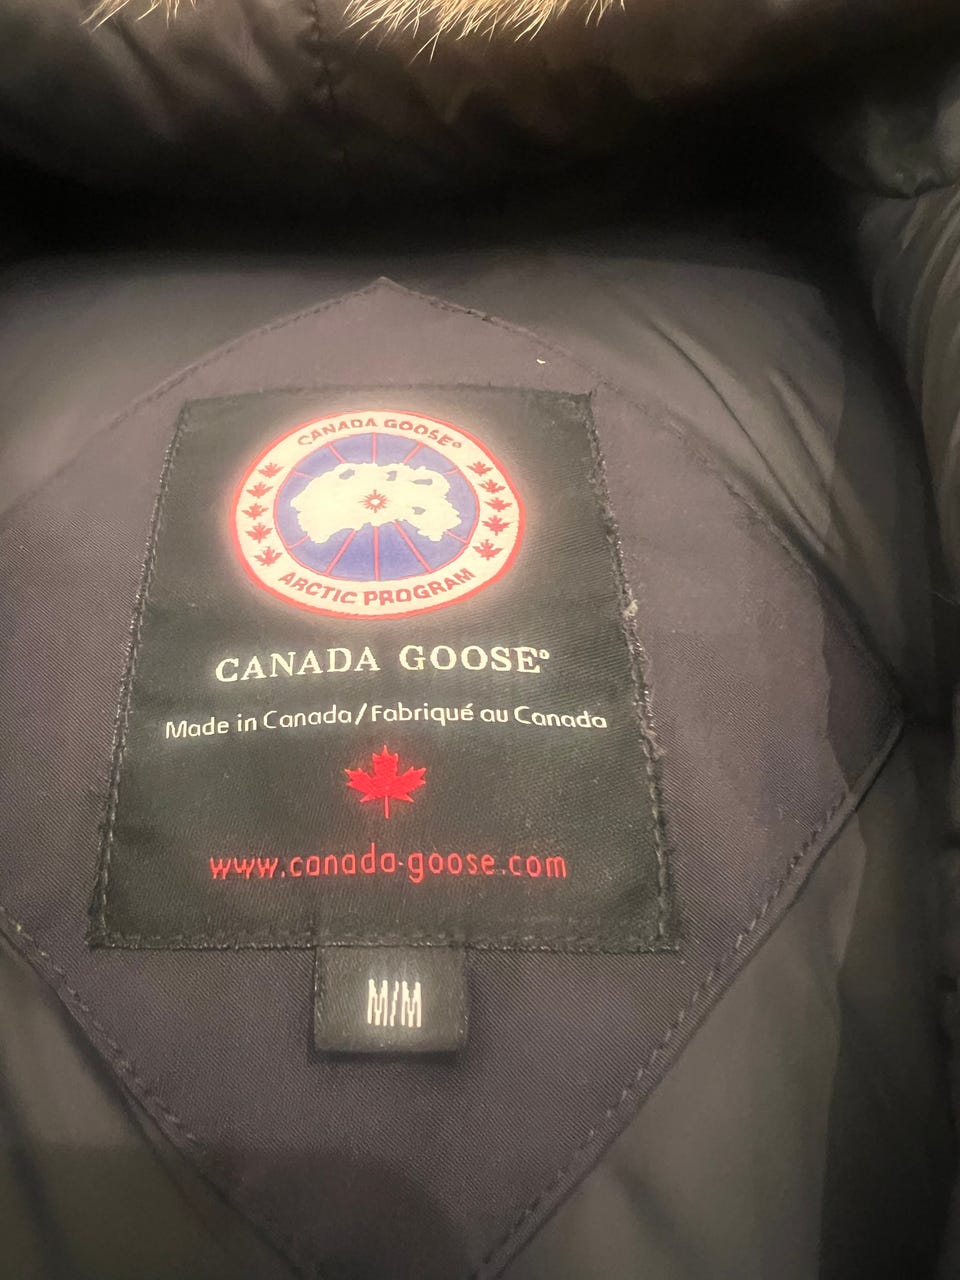 CANADA GOOSE®
ARCTIC PROGRAM
CANADA GOOSE®
Made in Canada/Fabriqué au Canada
www.canada-goose.com
M/M